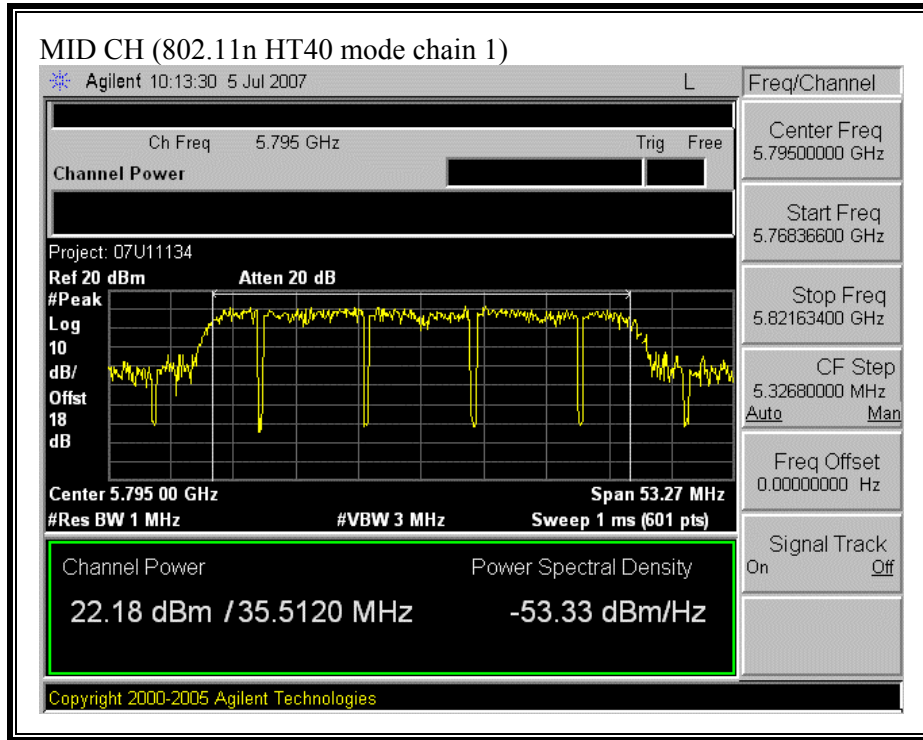 MID CH (802.11n HT40 mode chain 1)
Agilent 10:13:30 5 Jul 2007 L
Freq/Channel
Ch Freq 5.795 GHz Trig Free
Channel Power
Center Freq
5.79500000 GHz
Start Freq
5.76836600 GHz
Stop Freq
5.82163400 GHz
CF Step
5.32680000 MHz
Auto Man
Freq Offset
0.00000000 Hz
Signal Track
On Off
Project: 07U11134
Ref 20 dBm Atten 20 dB
#Peak
Log
10
dB/
Offst
18
dB
Center 5.795 00 GHz Span 53.27 MHz
#Res BW 1 MHz #VBW 3 MHz Sweep 1 ms (601 pts)
Channel Power Power Spectral Density
22.18 dBm / 35.5120 MHz -53.33 dBm/Hz
Copyright 2000-2005 Agilent Technologies